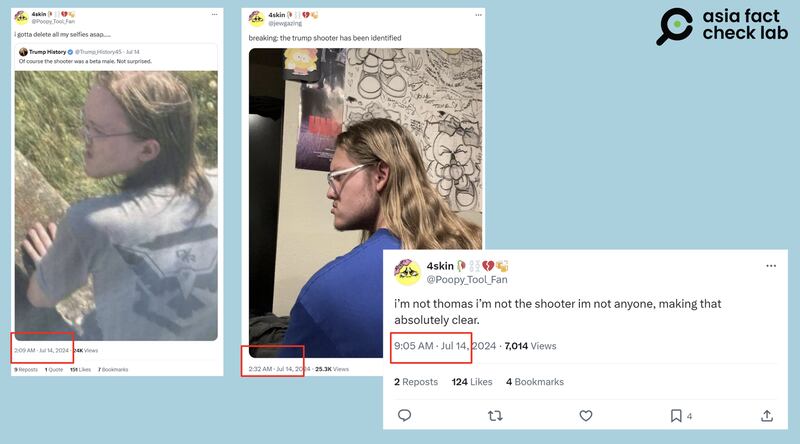 4skin
@Poopy_Tool_Fan
i gotta delete all my selfies asap.....
Trump History @Trump_History45 · Jul 14
Of course the shooter was a beta male. Not surprised.
2:09 AM · Jul 14, 2024 · 24K Views
9 Reposts 1 Quote 151 Likes 7 Bookmarks
4skin
@jewgazing
breaking: the trump shooter has been identified
2:32 AM · Jul 14, 2024 · 25.3K Views
asia fact
check lab
4skin
@Poopy_Tool_Fan
i'm not thomas i'm not the shooter im not anyone, making that
absolutely clear.
9:05 AM · Jul 14, 2024 · 7,014 Views
2 Reposts 124 Likes 4 Bookmarks
4